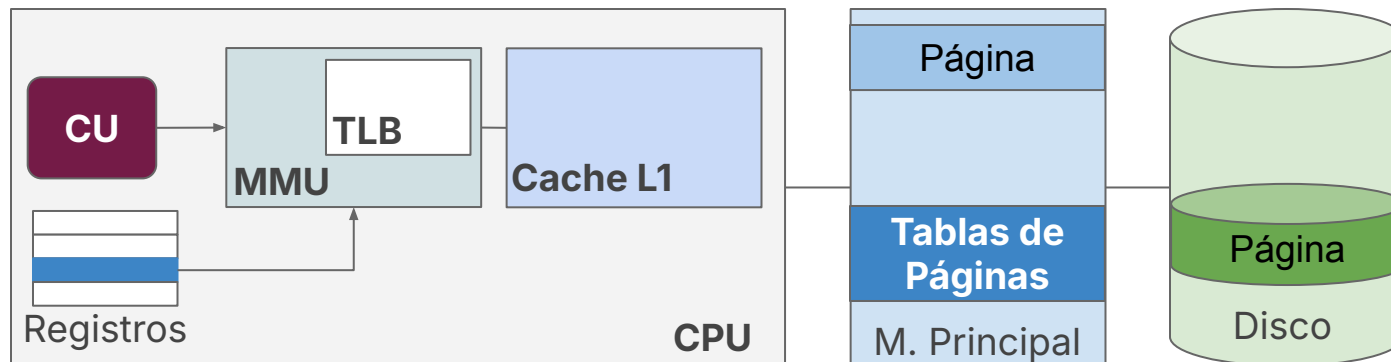 CU
TLB
MMU
Cache L1
Registros
CPU
Página
Tablas de
Páginas
M. Principal
Página
Disco